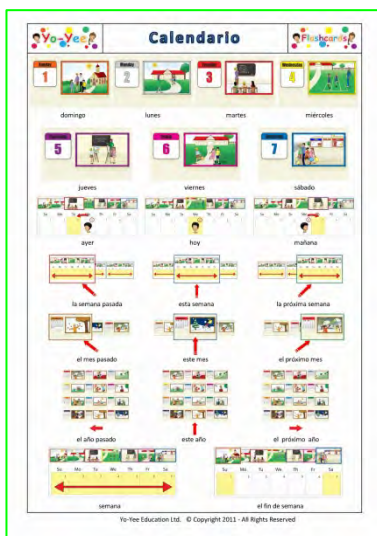 Yo-Yee Calendario Flashcards
1 2 3 4
domingo lunes martes miércoles
5 6 7
jueves viernes sábado
ayer hoy mañana
la semana pasada esta semana la próxima semana
el mes pasado este mes el próximo mes
el año pasado este año el próximo año
Su Mo Tu We Th Fr Sa Su Mo Tu We Th Fr Sa
semana el fin de semana
Yo-Yee Education Ltd. © Copyright 2011 - All Rights Reserved